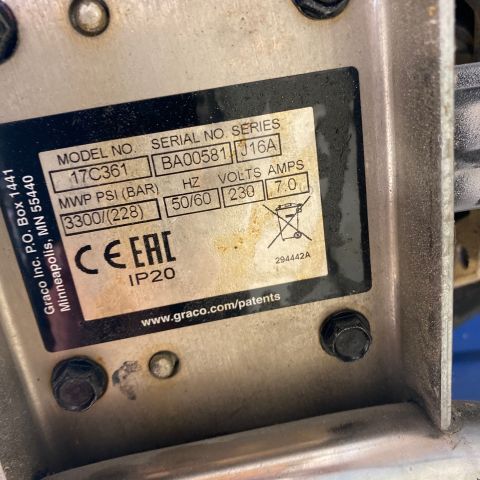 MODEL NO. SERIAL NO. SERIES
17C361 BA00581 J16A
MWP PSI (BAR) HZ VOLTS AMPS
3300/(228) 50/60 230 7.0
CE EAC
IP20
294442A
www.graco.com/patents
Graco Inc. P.O. Box 1441
Minneapolis, MN 55440